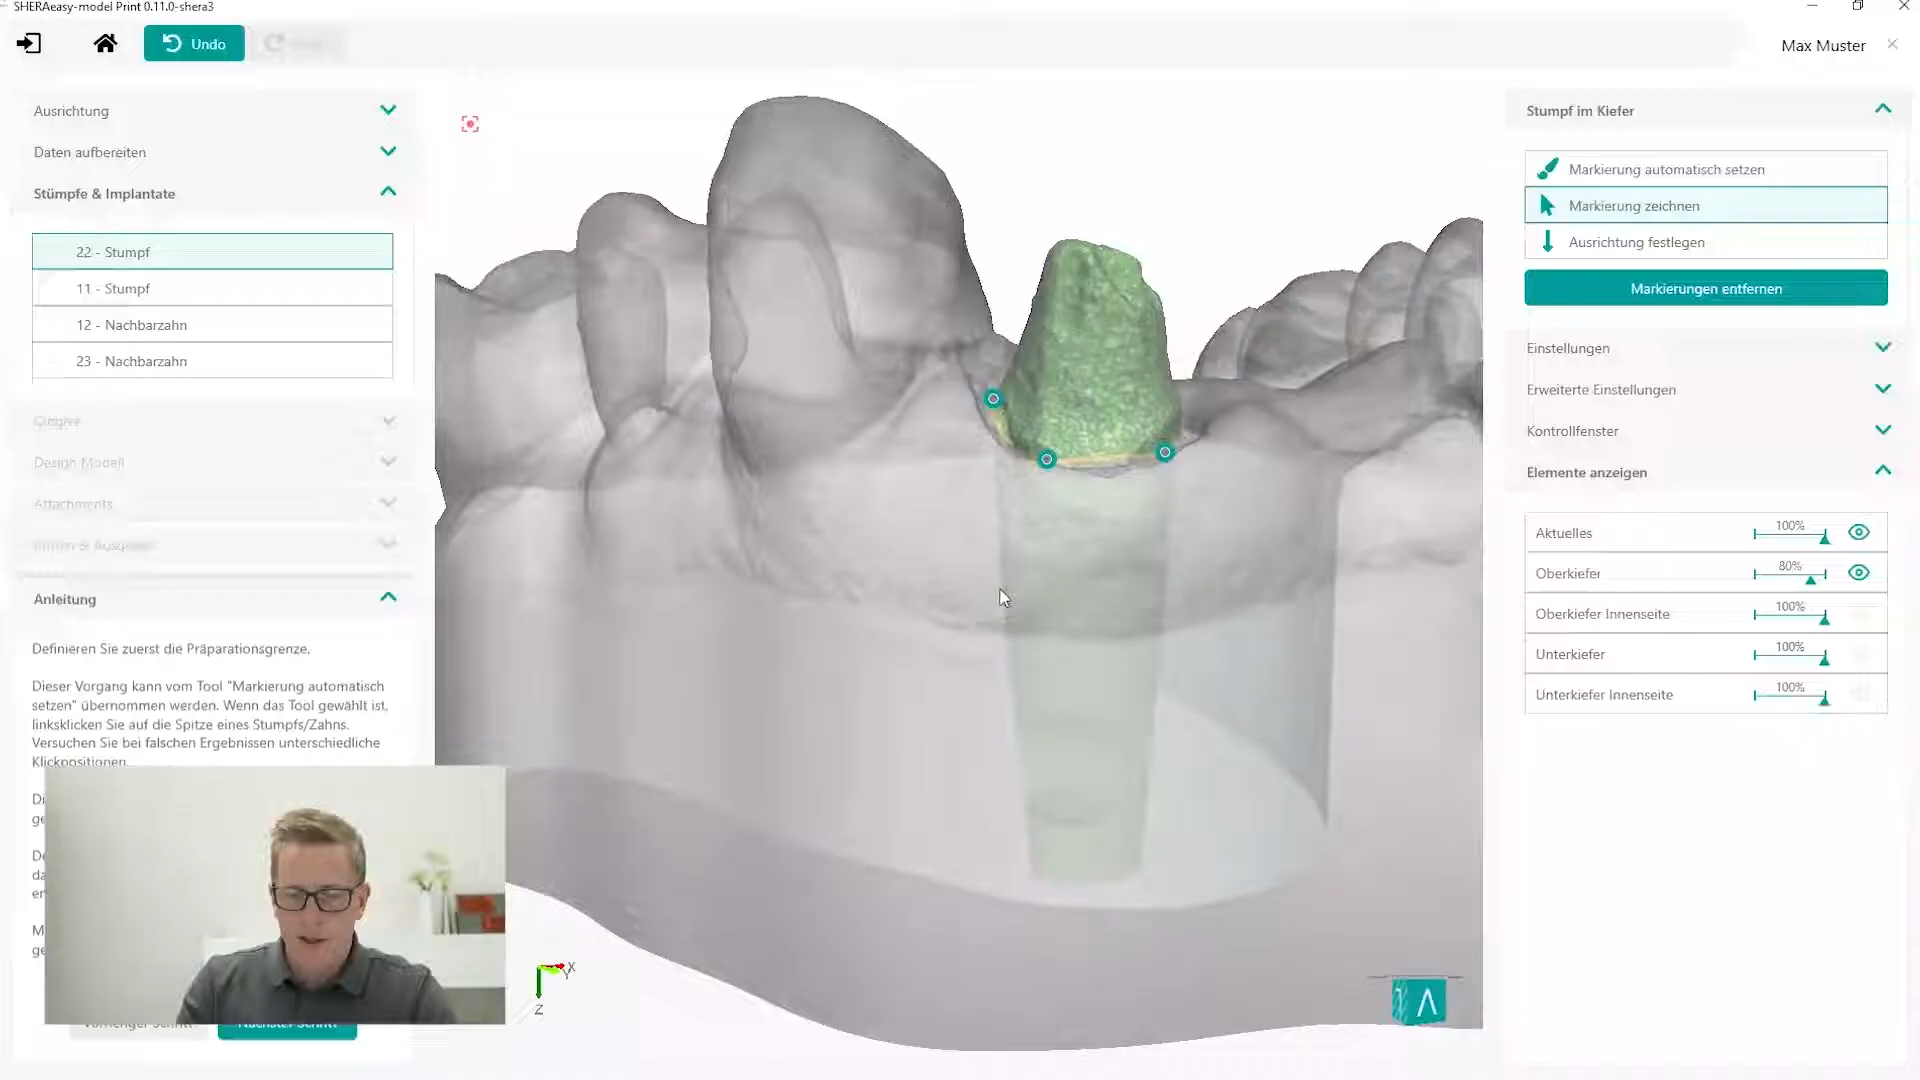 SHERAeasy-model Print 0.11.0-shera3
Undo
Max Muster
Ausrichtung
Daten aufbereiten
Stümpfe & Implantate
22 - Stumpf
11 - Stumpf
12 - Nachbarzahn
23 - Nachbarzahn
Gingiva
Design Modell
Attachments
Anleitung
Definieren Sie zuerst die Präparationsgrenze.
Dieser Vorgang kann vom Tool "Markierung automatisch
setzen" übernommen werden. Wenn das Tool gewählt ist,
linksklicken Sie auf die Spitze eines Stumpfs/Zahns.
Versuchen Sie bei falschen Ergebnissen unterschiedliche
Klickpositionen.
Stumpf im Kiefer
Markierung automatisch setzen
Markierung zeichnen
Ausrichtung festlegen
Markierungen entfernen
Einstellungen
Erweiterte Einstellungen
Kontrollfenster
Elemente anzeigen
Aktuelles 100%
Oberkiefer 80%
Oberkiefer Innenseite 100%
Unterkiefer 100%
Unterkiefer Innenseite 100%
X
Y
Z